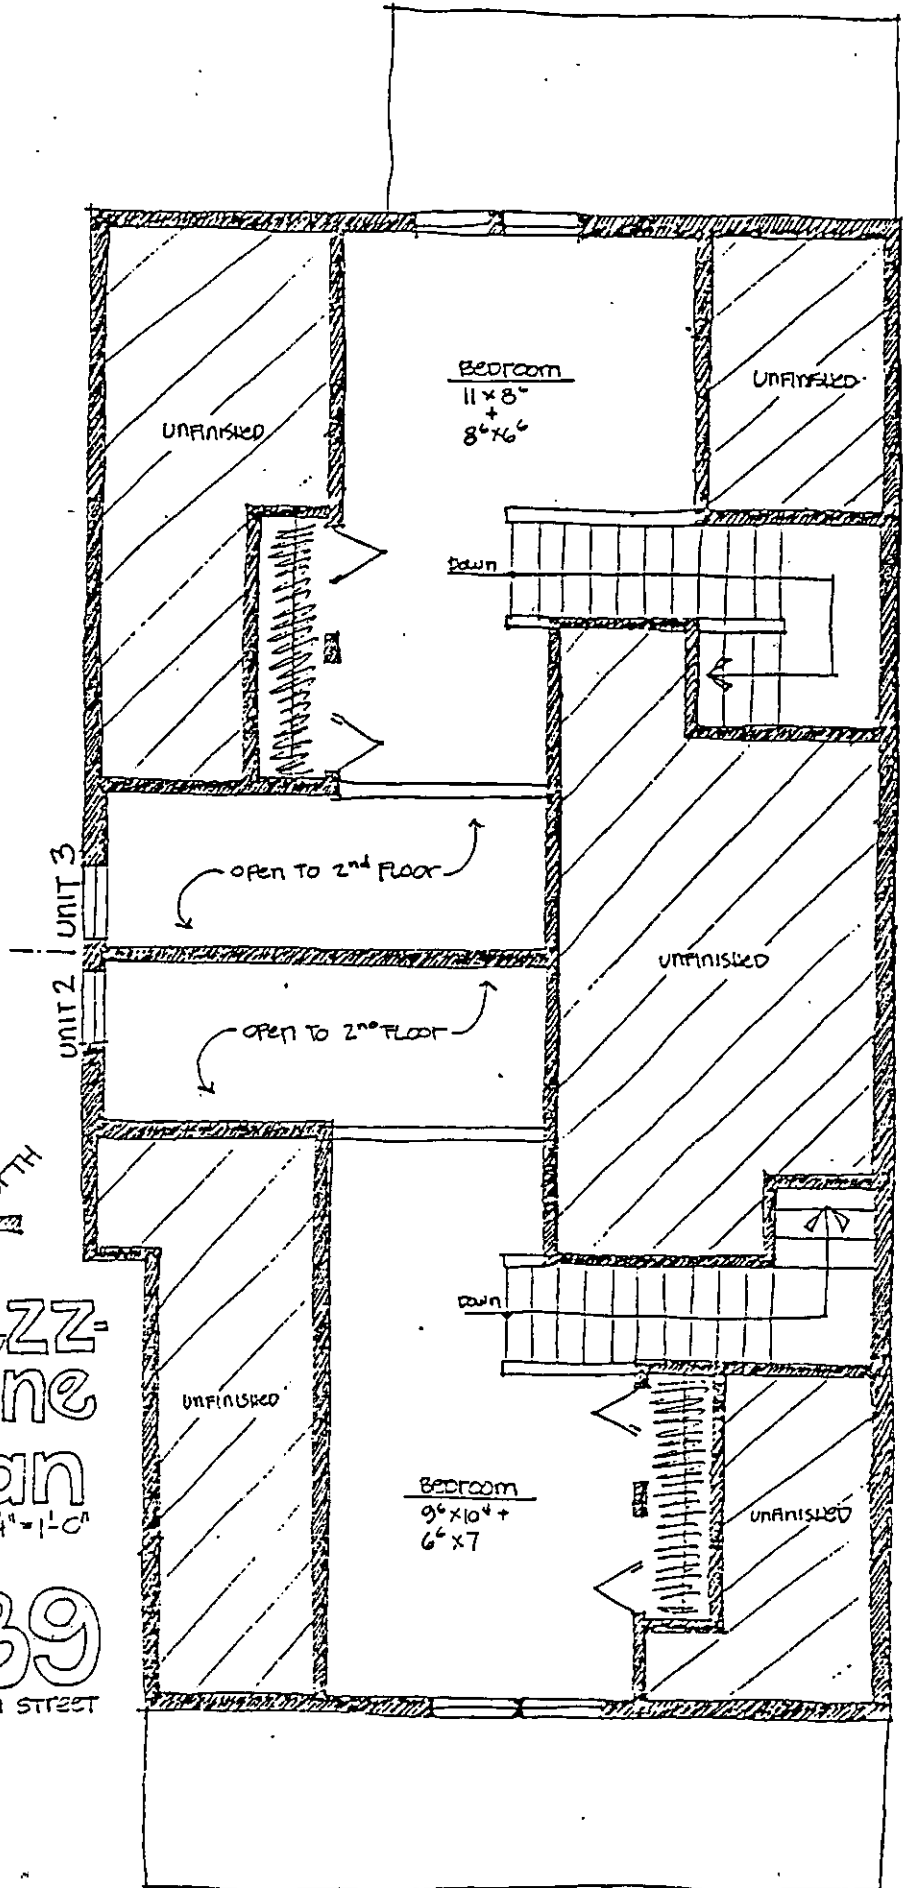 UNFINISHED
Bedroom
11 x 8⁶
+
8⁶ x 6⁶
UNFINISHED
Down
UNIT 3
OPEN TO 2nd FLOOR
UNIT 2
OPEN TO 2nd FLOOR
UNFINISHED
Down
UNFINISHED
Bedroom
9⁶ x 10⁴ +
6⁶ x 7
UNFINISHED
39
STREET